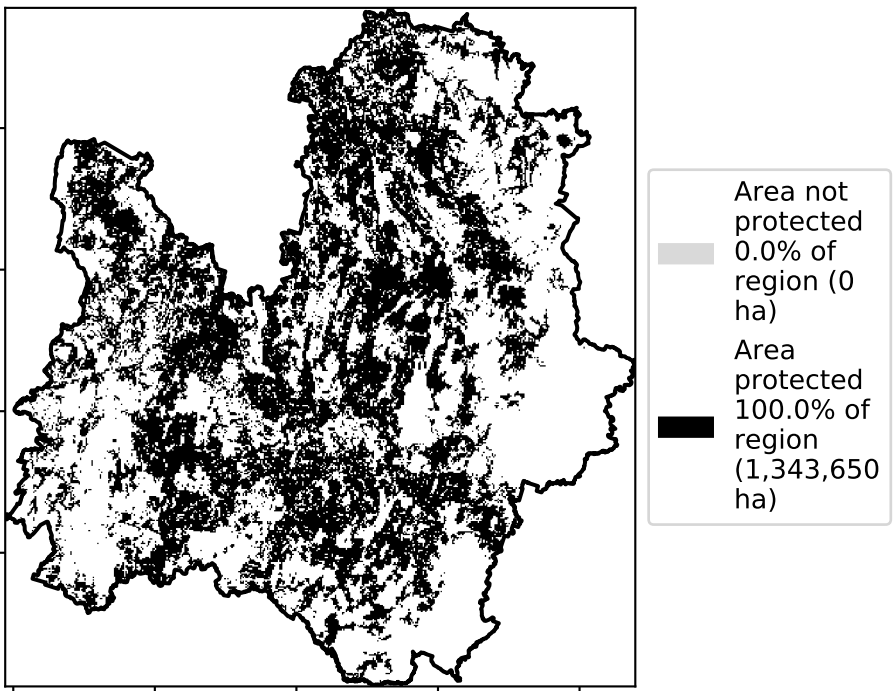 Area not
protected
0.0% of
region (0
ha)
Area
protected
100.0% of
region
(1,343,650
ha)